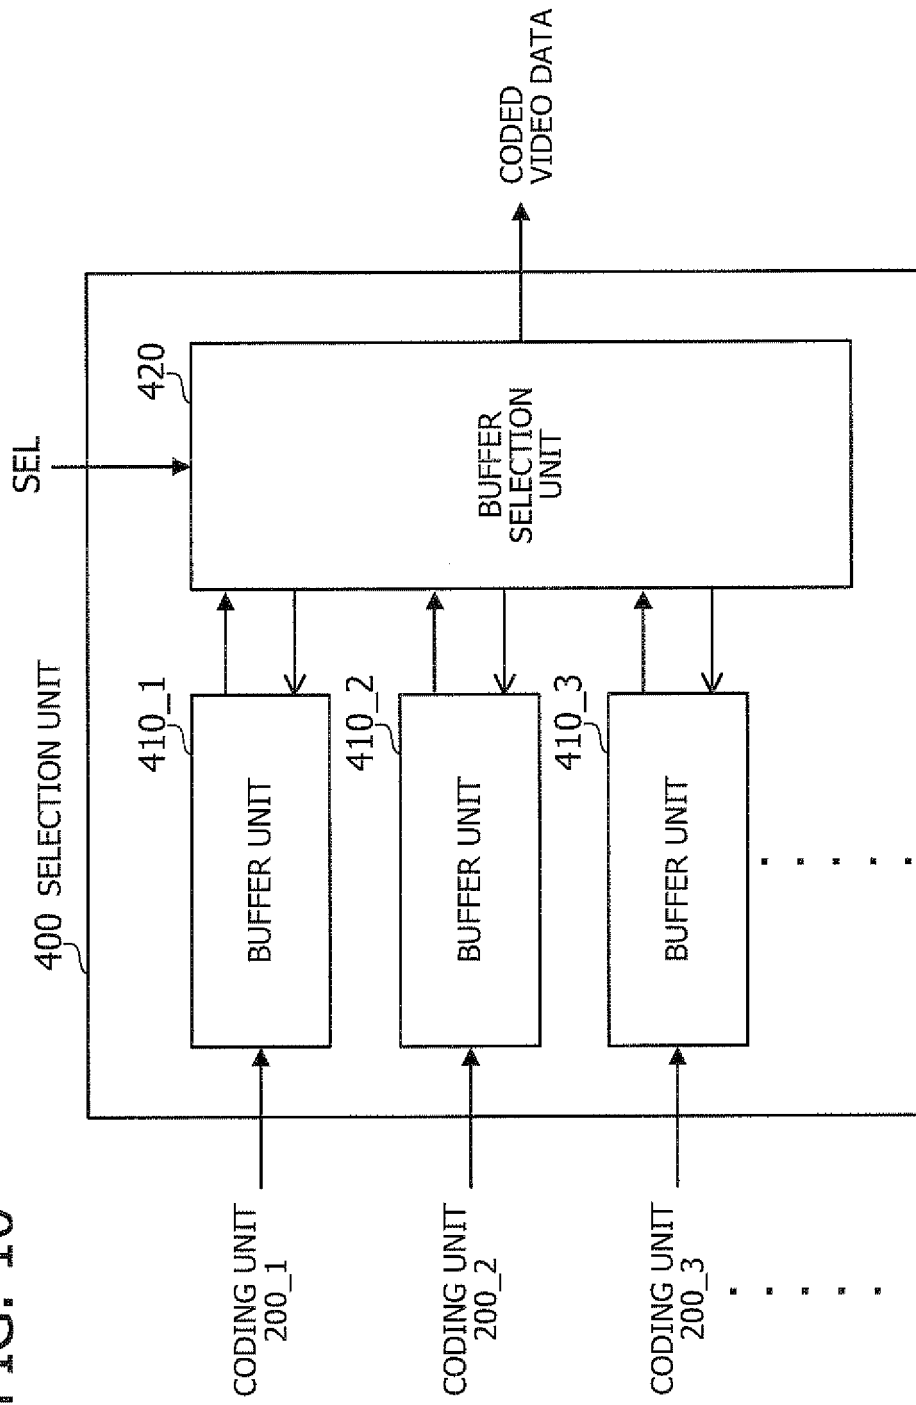 SEL
400 SELECTION UNIT
420
410_1
BUFFER UNIT
410_2
BUFFER UNIT
410_3
BUFFER UNIT
BUFFER
SELECTION
UNIT
CODED
VIDEO DATA
CODING UNIT
200_1
CODING UNIT
200_2
CODING UNIT
200_3